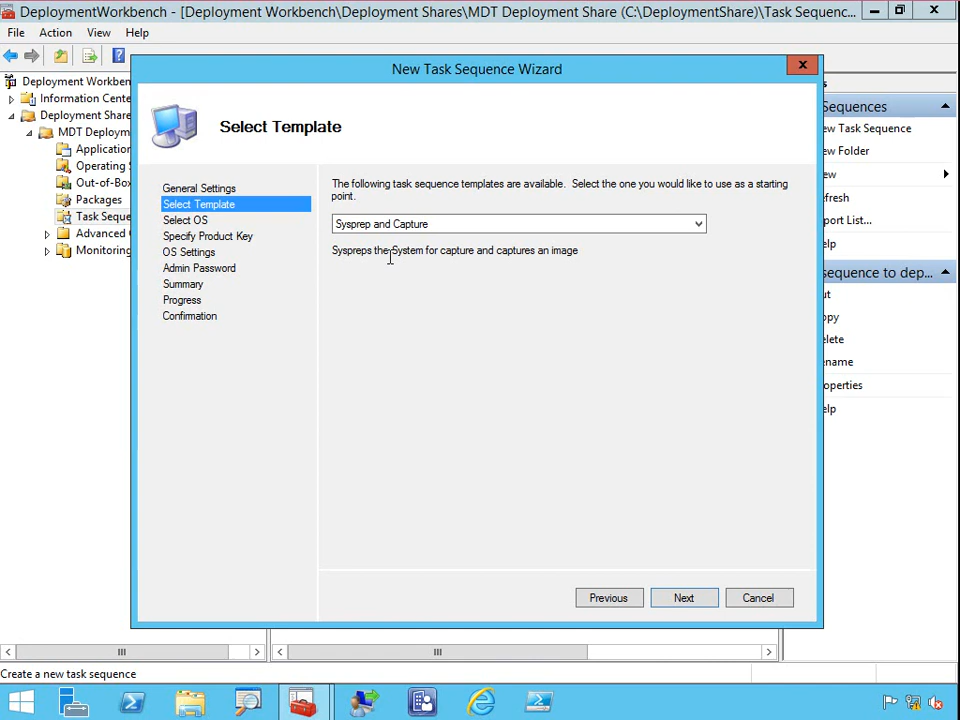 DeploymentWorkbench - [Deployment Workbench\Deployment Shares\MDT Deployment Share (C:\DeploymentShare)\Task Sequenc...
File Action View Help
Deployment Workben
Information Cente
Deployment Share
MDT Deploym
Application
Operating
Out-of-Box
Packages
Task Seque
Advanced
Monitoring
New Task Sequence Wizard
Select Template
General Settings
Select Template
Select OS
Specify Product Key
OS Settings
Admin Password
Summary
Progress
Confirmation
The following task sequence templates are available. Select the one you would like to use as a starting
point.
Sysprep and Capture
Syspreps the System for capture and captures an image
Previous Next Cancel
s
Sequences
ew Task Sequence
ew Folder
ew
efresh
port List...
lp
sequence to dep...
ut
opy
elete
ename
operties
elp
Create a new task sequence